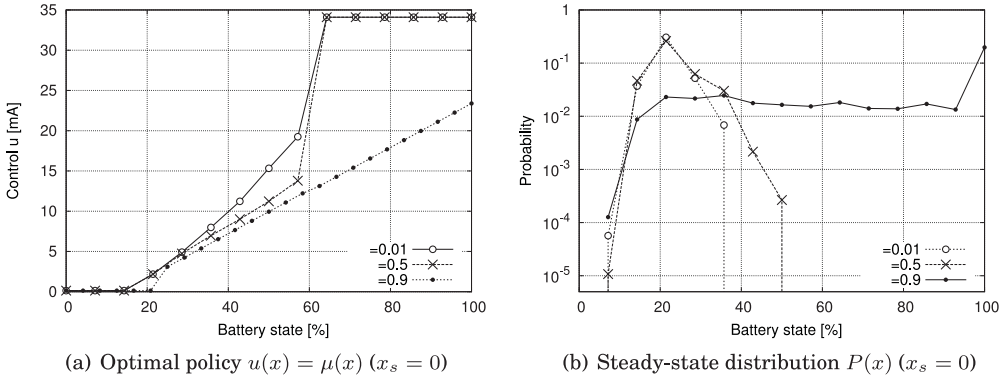 35
30
25
20
15
10
5
0
Control u [mA]
0 20 40 60 80 100
Battery state [%]
=0.01
=0.5
=0.9
(a) Optimal policy u(x) = μ(x) (x_s = 0)
1
10^-1
10^-2
10^-3
10^-4
10^-5
Probability
0 20 40 60 80 100
Battery state [%]
=0.01
=0.5
=0.9
(b) Steady-state distribution P(x) (x_s = 0)